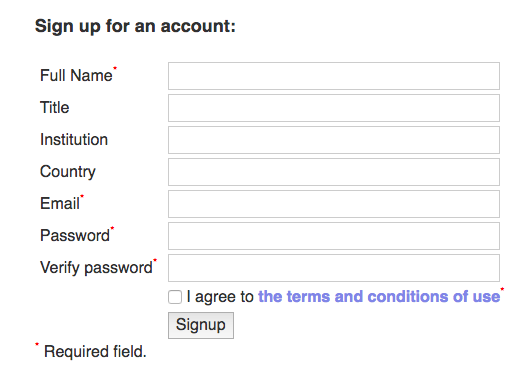 Sign up for an account:
Full Name*
Title
Institution
Country
Email*
Password*
Verify password*
I agree to the terms and conditions of use*
Signup
* Required field.